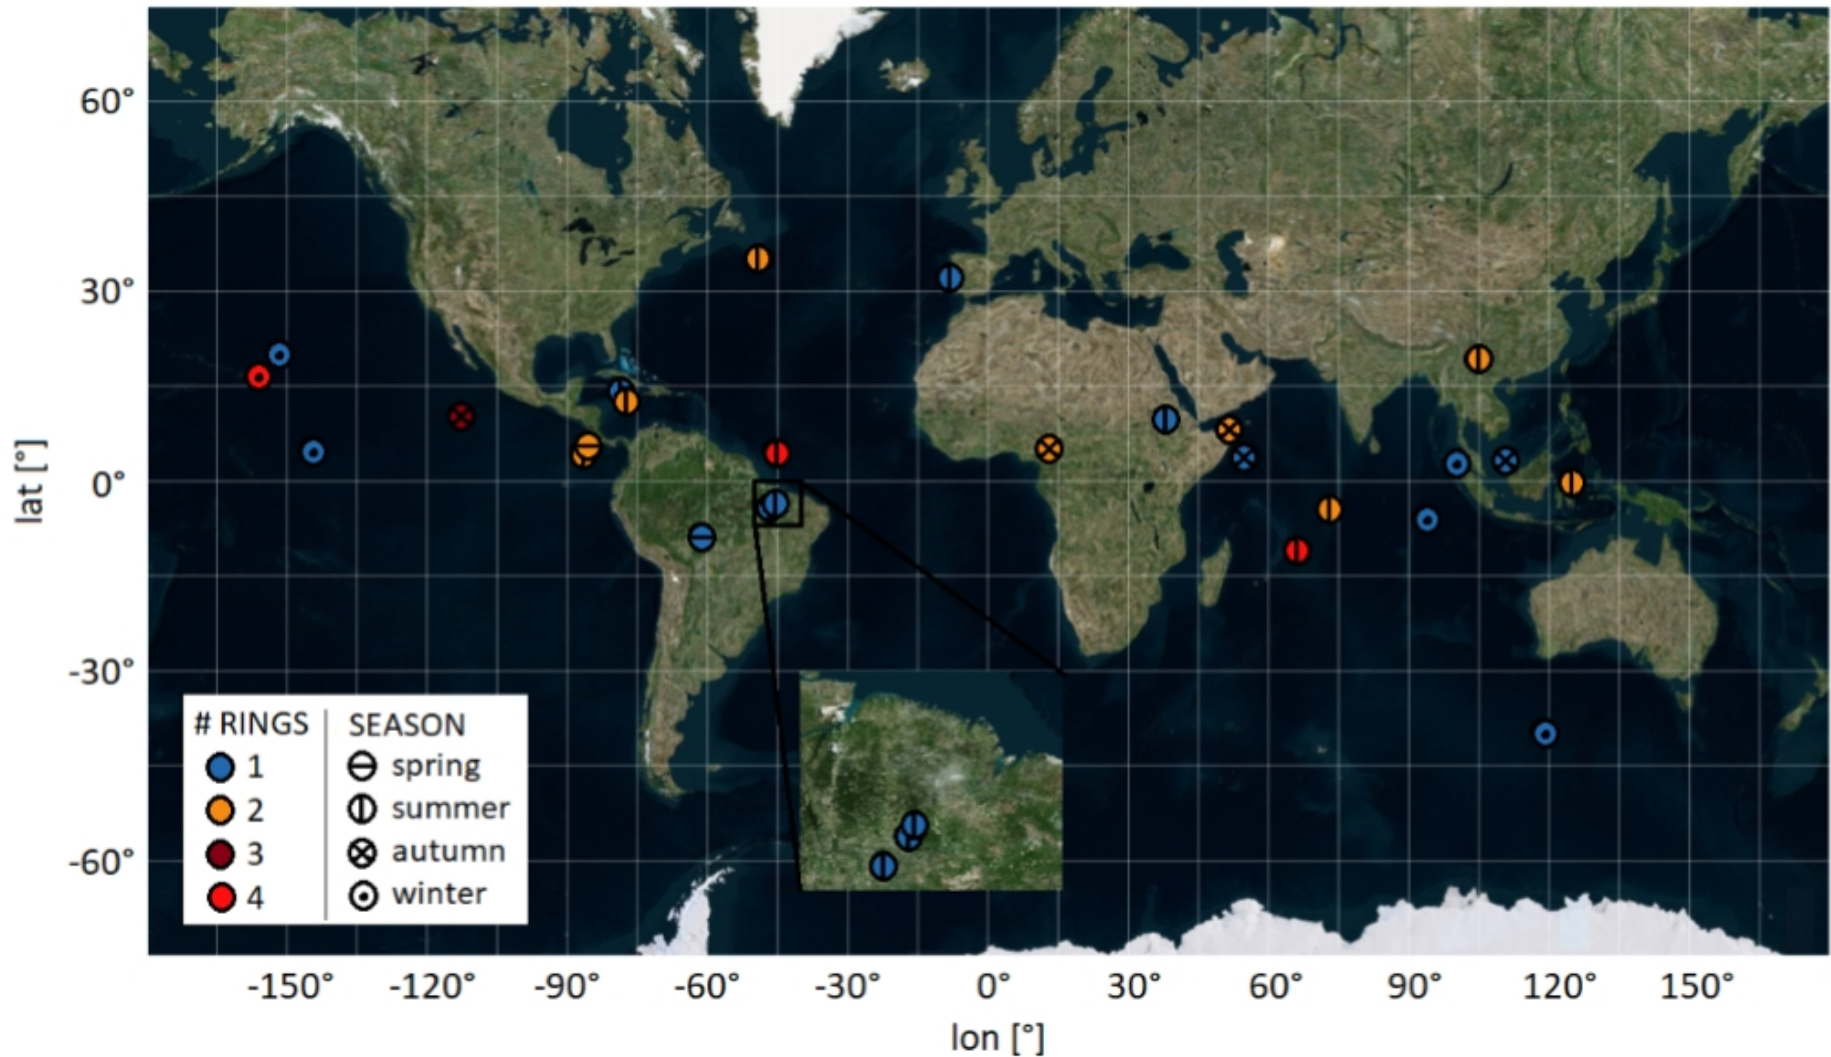 60°
30°
0°
-30°
-60°
lat [°]
# RINGS
1
2
3
4
SEASON
spring
summer
autumn
winter
-150° -120° -90° -60° -30° 0° 30° 60° 90° 120° 150°
lon [°]